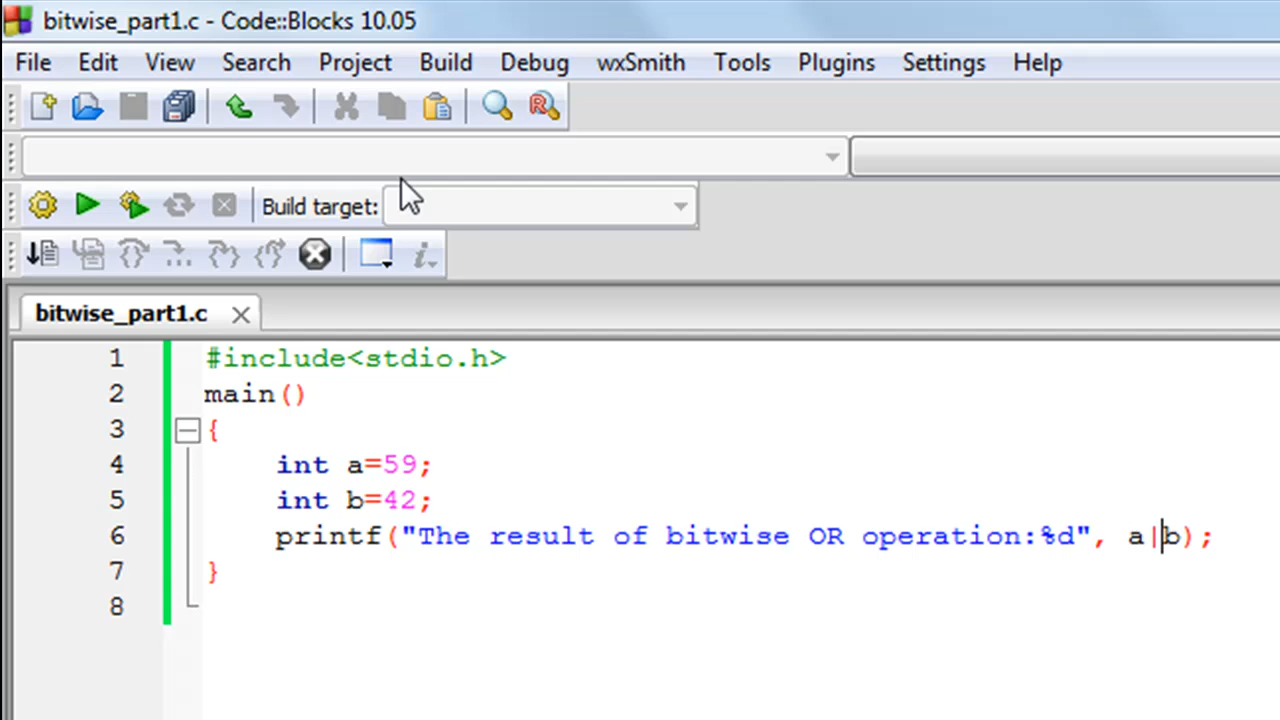 bitwise_part1.c - Code::Blocks 10.05
File Edit View Search Project Build Debug wxSmith Tools Plugins Settings Help
Build target:
bitwise_part1.c
1 #include<stdio.h>
2 main()
3 {
4 int a=59;
5 int b=42;
6 printf("The result of bitwise OR operation:%d", a|b);
7 }
8